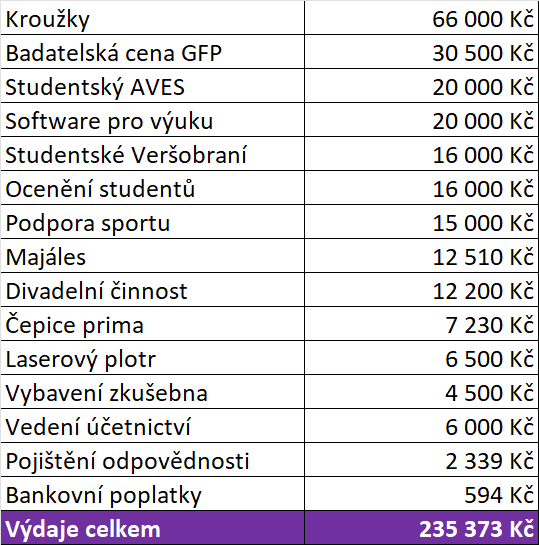 Kroužky 66 000 Kč
Badatelská cena GFP 30 500 Kč
Studentský AVES 20 000 Kč
Software pro výuku 20 000 Kč
Studentské Veršobraní 16 000 Kč
Ocenění studentů 16 000 Kč
Podpora sportu 15 000 Kč
Majáles 12 510 Kč
Divadelní činnost 12 200 Kč
Čepice prima 7 230 Kč
Laserový plotr 6 500 Kč
Vybavení zkušebna 4 500 Kč
Vedení účetnictví 6 000 Kč
Pojištění odpovědnosti 2 339 Kč
Bankovní poplatky 594 Kč
Výdaje celkem 235 373 Kč